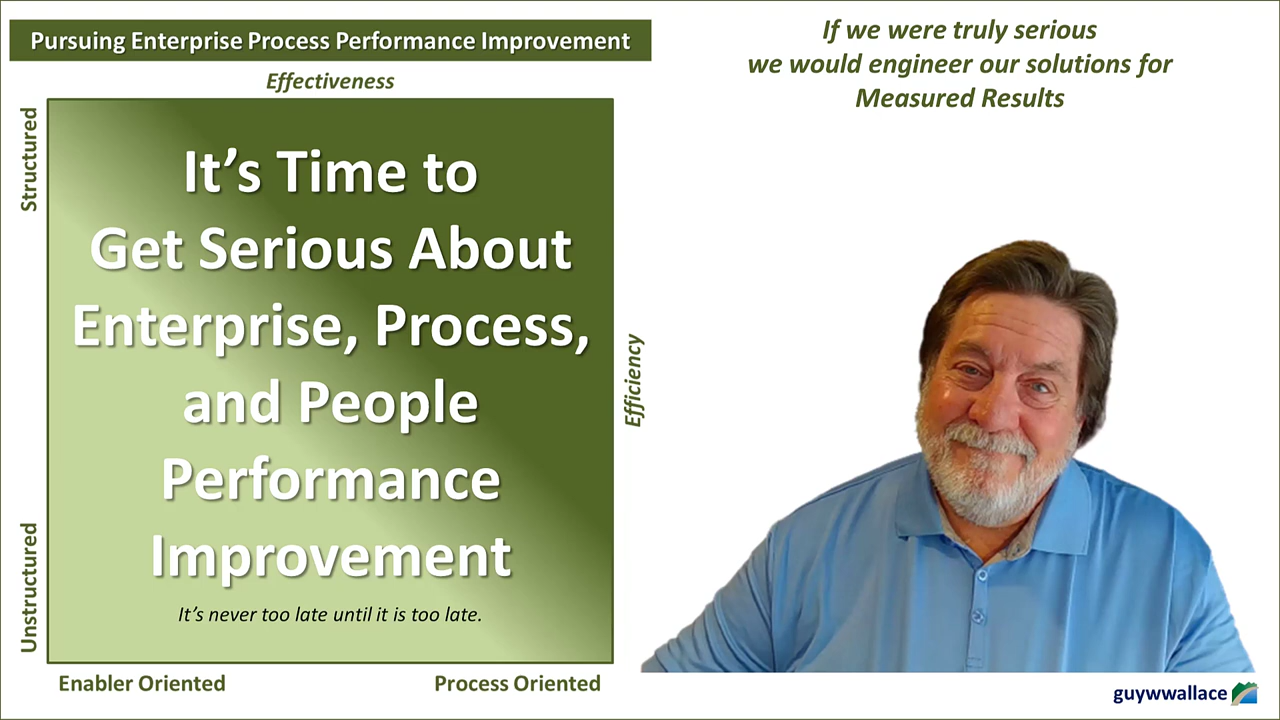 Pursuing Enterprise Process Performance Improvement
Effectiveness
Structured
It’s Time to
Get Serious About
Enterprise, Process,
and People
Performance
Improvement
It’s never too late until it is too late.
Efficiency
Unstructured
Enabler Oriented
Process Oriented
If we were truly serious
we would engineer our solutions for
Measured Results
guywwallace